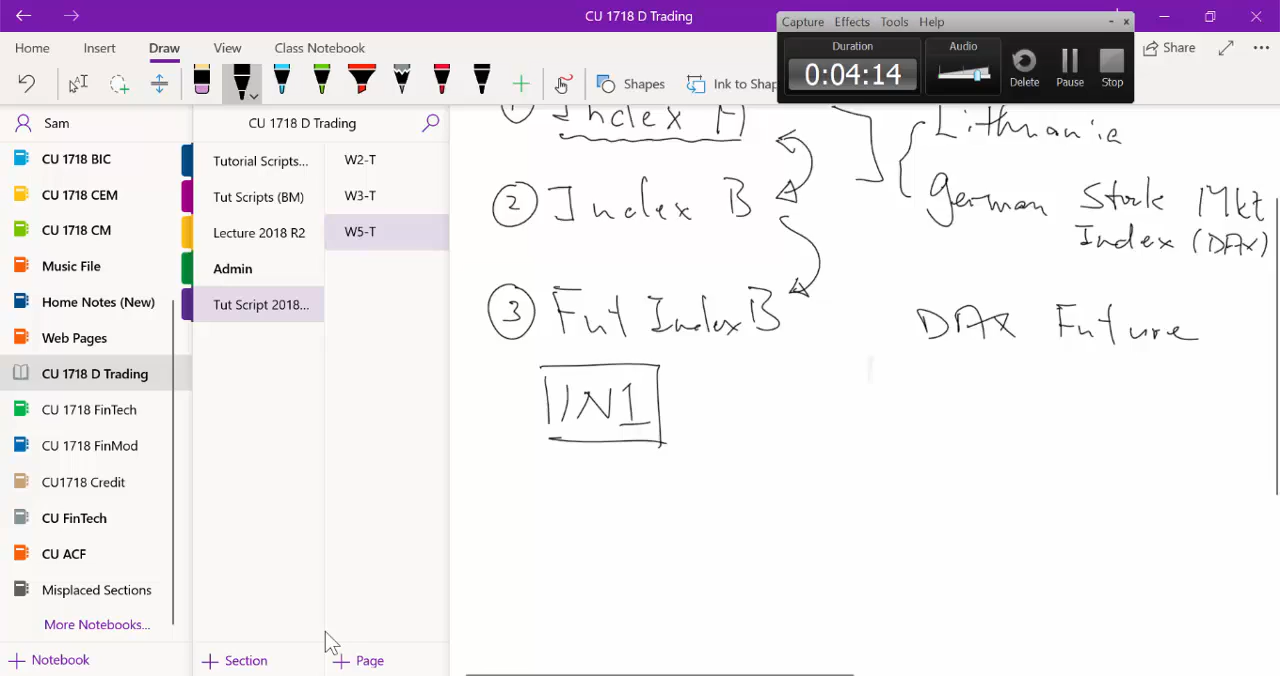 CU 1718 D Trading
Capture Effects Tools Help
Duration
0:04:14
Audio
Delete
Pause
Stop
Home Insert Draw View Class Notebook
Share
Shapes
Ink to Shap
Sam
CU 1718 BIC
CU 1718 CEM
CU 1718 CM
Music File
Home Notes (New)
Web Pages
CU 1718 D Trading
CU 1718 FinTech
CU 1718 FinMod
CU1718 Credit
CU FinTech
CU ACF
Misplaced Sections
More Notebooks...
Notebook
CU 1718 D Trading
Tutorial Scripts...
Tut Scripts (BM)
Lecture 2018 R2
Admin
Tut Script 2018...
Section
W2-T
W3-T
W5-T
Page
1 Index A
Lithuania
2 Index B
German Stock Mkt
Index (DAX)
3 Fut Index B
DAX Future